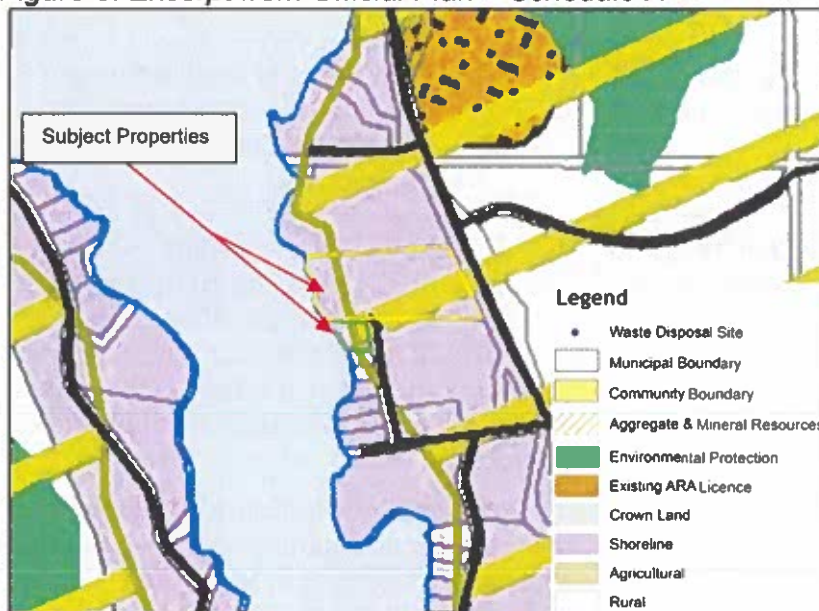 Subject Properties
Legend
Waste Disposal Site
Municipal Boundary
Community Boundary
Aggregate & Mineral Resources
Environmental Protection
Existing ARA Licence
Crown Land
Shoreline
Agricultural
Rural